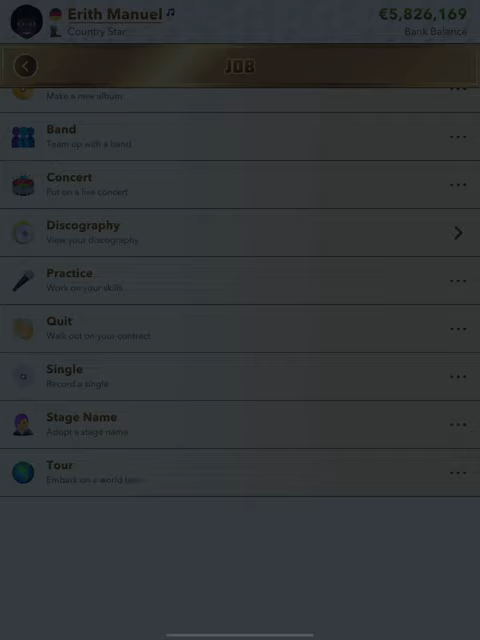 Erith Manuel
€5,826,169
Country Star
Bank Balance
JOB
Make a new album
Band
Team up with a band
Concert
Put on a live concert
Discography
View your discography
Practice
Work on your skills
Quit
Walk out on your contract
Single
Record a single
Stage Name
Adopt a stage name
Tour
Embark on a world tour